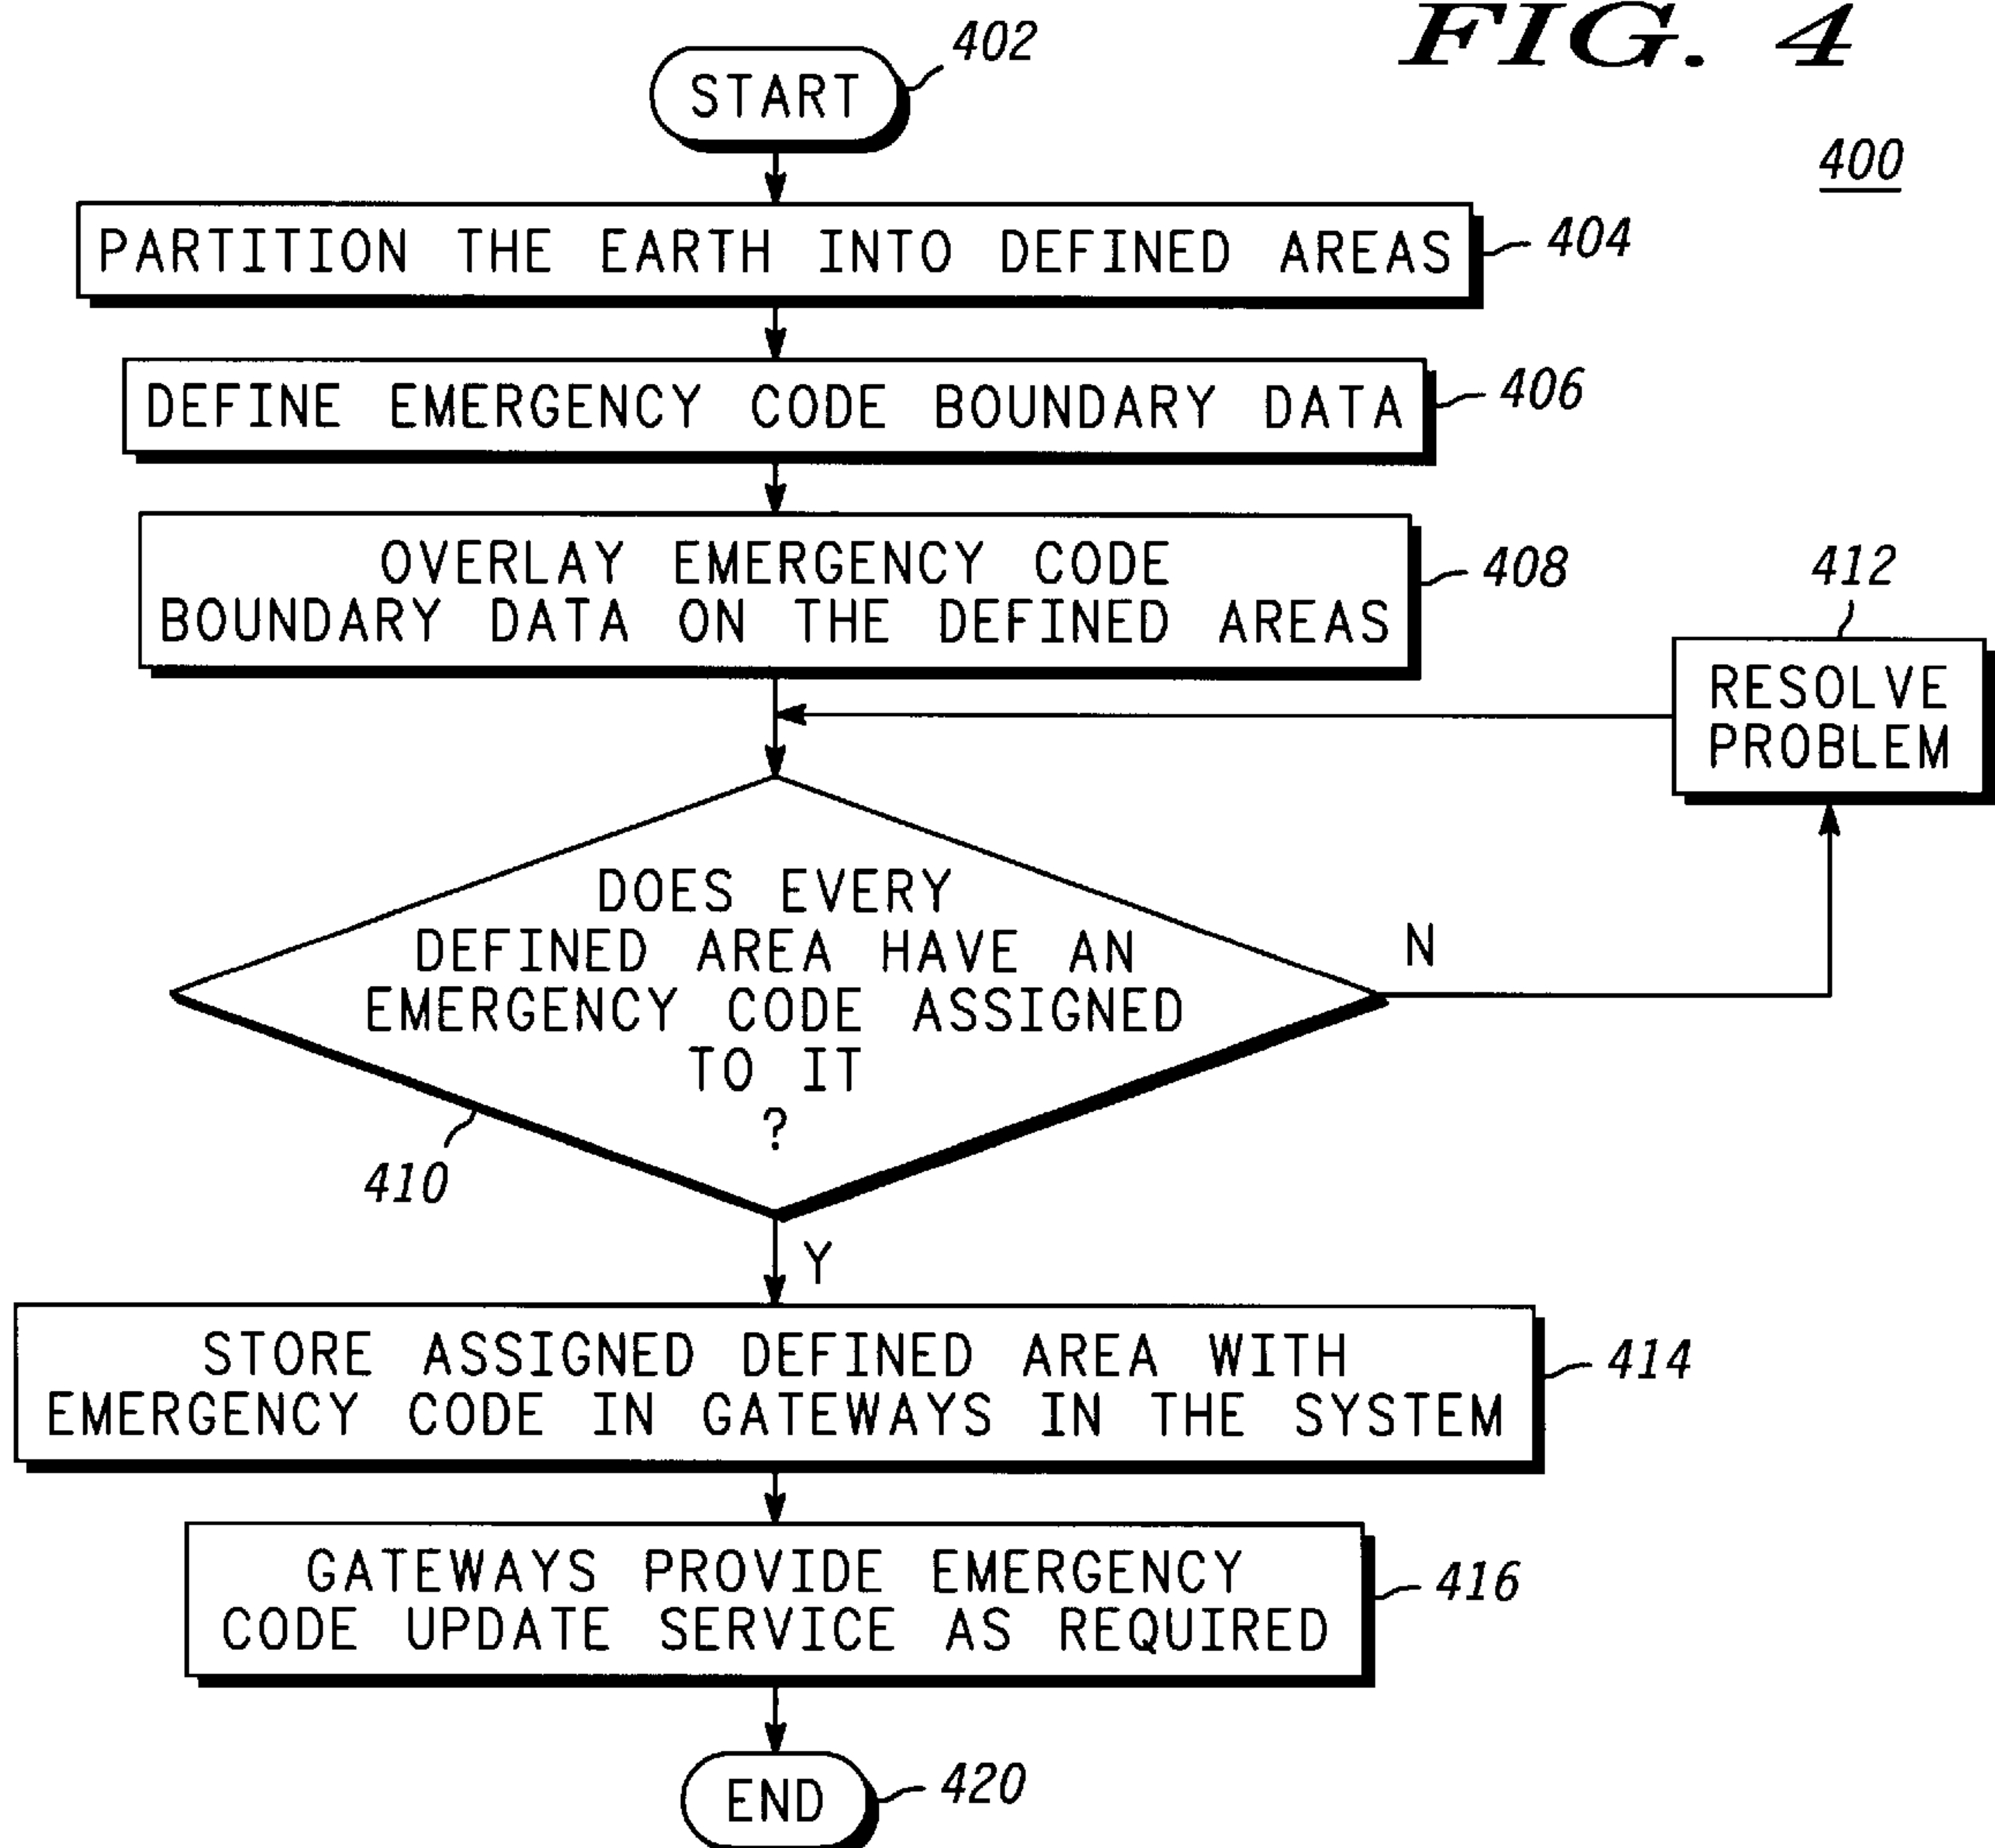 FIG. 4
402
START
400
PARTITION THE EARTH INTO DEFINED AREAS
404
DEFINE EMERGENCY CODE BOUNDARY DATA
406
OVERLAY EMERGENCY CODE
BOUNDARY DATA ON THE DEFINED AREAS
408
412
RESOLVE
PROBLEM
DOES EVERY
DEFINED AREA HAVE AN
EMERGENCY CODE ASSIGNED
TO IT
?
N
410
Y
STORE ASSIGNED DEFINED AREA WITH
EMERGENCY CODE IN GATEWAYS IN THE SYSTEM
414
GATEWAYS PROVIDE EMERGENCY
CODE UPDATE SERVICE AS REQUIRED
416
END
420